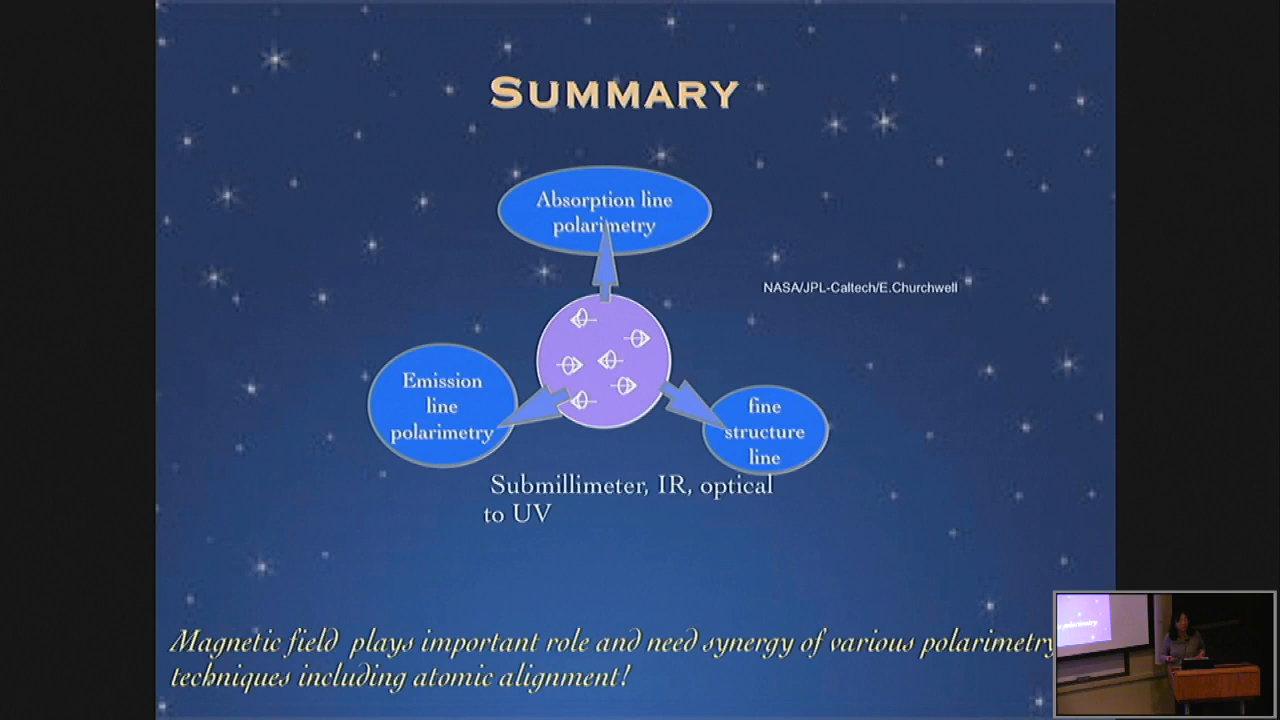 SUMMARY
Absorption line
polarimetry
NASA/JPL-Caltech/E.Churchwell
Emission
line
polarimetry
fine
structure
line
Submillimeter, IR, optical
to UV
Magnetic field plays important role and need synergy of various polarimetry
techniques including atomic alignment!